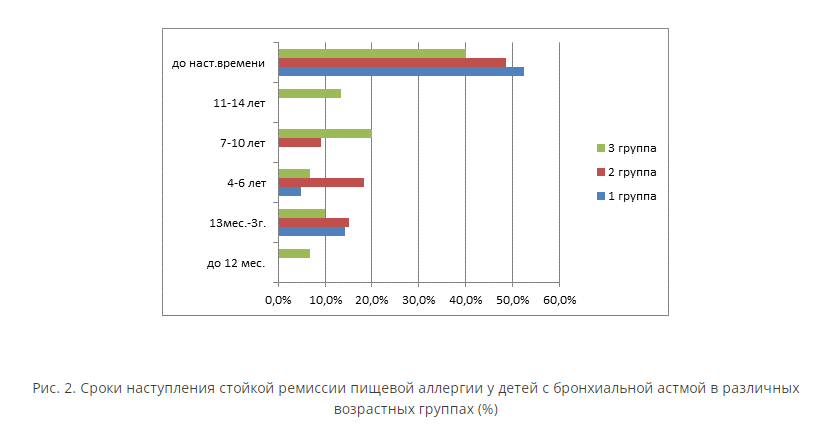 до наст.времени
11-14 лет
7-10 лет
4-6 лет
13мес.-3г.
до 12 мес.
0,0% 10,0% 20,0% 30,0% 40,0% 50,0% 60,0%
3 группа
2 группа
1 группа
Рис. 2. Сроки наступления стойкой ремиссии пищевой аллергии у детей с бронхиальной астмой в различных
возрастных группах (%)